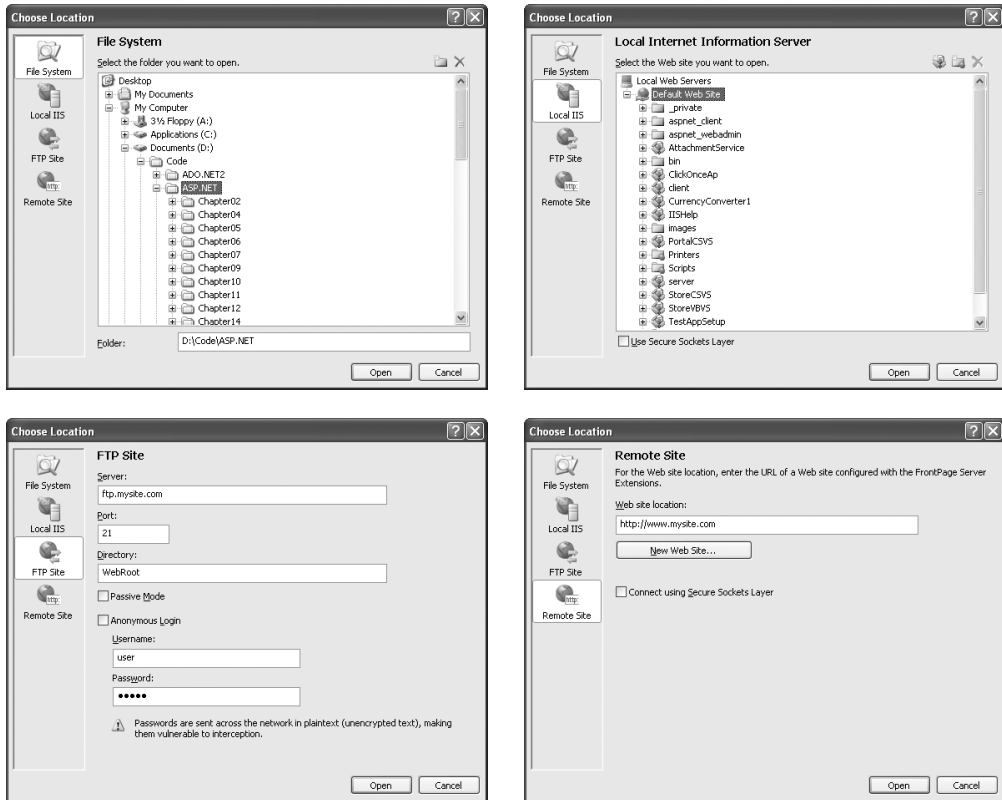 Choose Location
File System
Local IIS
FTP Site
Remote Site
File System
Select the folder you want to open.
Desktop
My Documents
My Computer
3½ Floppy (A:)
Applications (C:)
Documents (D:)
Code
ADO.NET2
ASP.NET
Chapter02
Chapter04
Chapter05
Chapter06
Chapter07
Chapter09
Chapter10
Chapter11
Chapter12
Chapter14
Folder:
D:\Code\ASP.NET
Open
Cancel
Choose Location
File System
Local IIS
FTP Site
Remote Site
Local Internet Information Server
Select the Web site you want to open.
Local Web Servers
Default Web Site
_private
aspnet_client
aspnet_webadmin
AttachmentService
bin
ClickOnceAp
client
CurrencyConverter1
IISHelp
images
PortalCSVS
Printers
Scripts
server
StoreCSVS
StoreVBVS
TestAppSetup
Use Secure Sockets Layer
Open
Cancel
Choose Location
File System
Local IIS
FTP Site
Remote Site
FTP Site
Server:
ftp.mysite.com
Port:
21
Directory:
WebRoot
Passive Mode
Anonymous Login
Username:
user
Password:
•••••
Passwords are sent across the network in plaintext (unencrypted text), making
them vulnerable to interception.
Open
Cancel
Choose Location
File System
Local IIS
FTP Site
Remote Site
Remote Site
For the Web site location, enter the URL of a Web site configured with the FrontPage Server
Extensions.
Web site location:
http://www.mysite.com
New Web Site...
Connect using Secure Sockets Layer
Open
Cancel